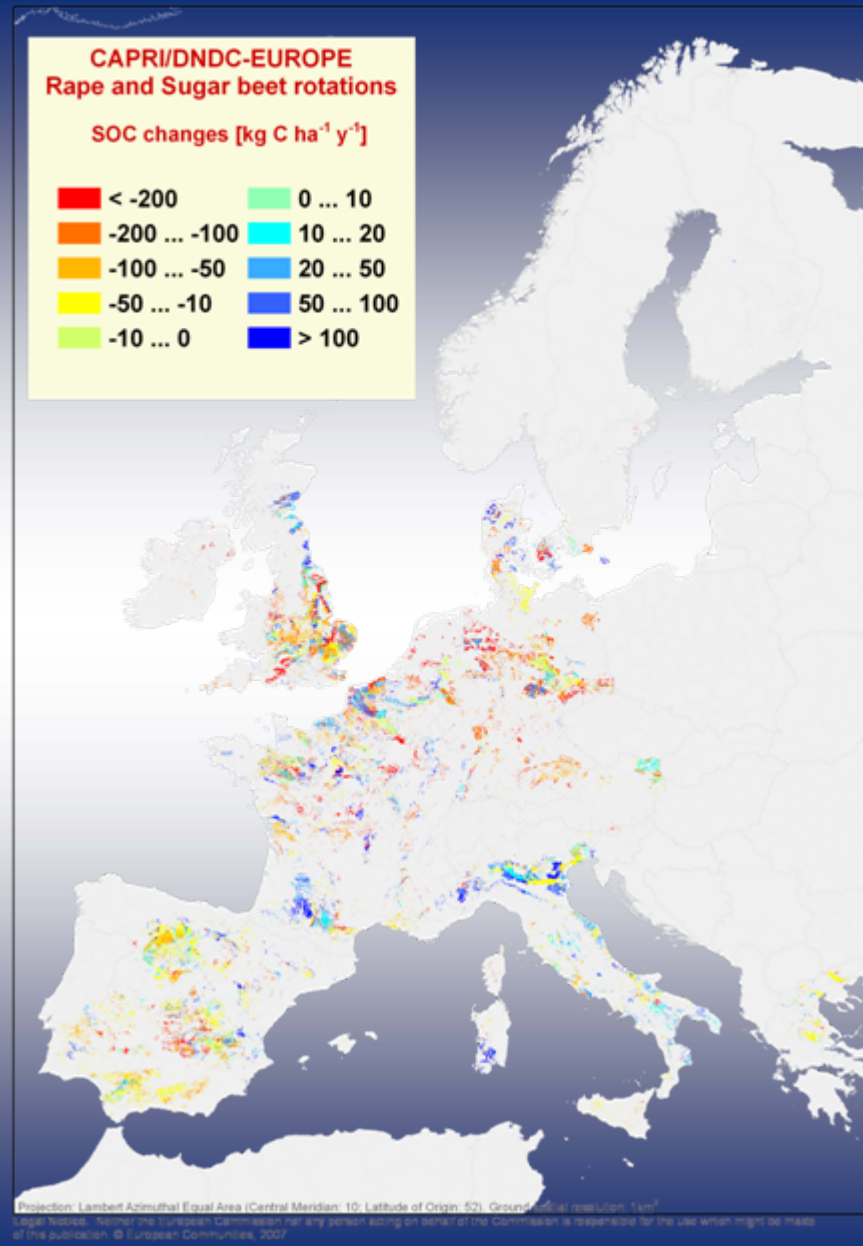 CAPRI/DNDC-EUROPE
Rape and Sugar beet rotations
SOC changes [kg C ha⁻¹ y⁻¹]
< -200
-200 ... -100
-100 ... -50
-50 ... -10
-10 ... 0
0 ... 10
10 ... 20
20 ... 50
50 ... 100
> 100
Projection: Lambert Azimuthal Equal Area (Central Meridian: 10; Latitude of Origin: 52). Ground spatial resolution: 1km²
Legal Notice: Neither the European Commission nor any person acting on behalf of the Commission is responsible for the use which might be made
of this publication. © European Communities, 2007